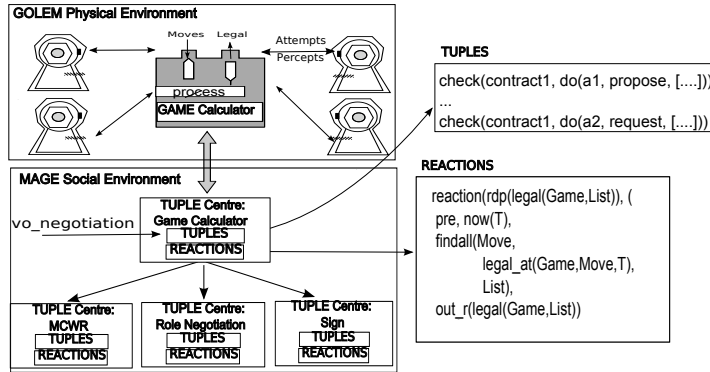 GOLEM Physical Environment
Moves
Legal
Attempts
Percepts
process
GAME Calculator
TUPLES
check(contract1, do(a1, propose, [....]))
...
check(contract1, do(a2, request, [....]))
MAGE Social Environment
TUPLE Centre:
Game Calculator
TUPLES
REACTIONS
vo_negotiation
REACTIONS
reaction(rdp(legal(Game,List)), (
pre, now(T),
findall(Move,
legal_at(Game,Move,T),
List),
out_r(legal(Game,List))
TUPLE Centre:
MCWR
TUPLES
REACTIONS
TUPLE Centre:
Role Negotiation
TUPLES
REACTIONS
TUPLE Centre:
Sign
TUPLES
REACTIONS